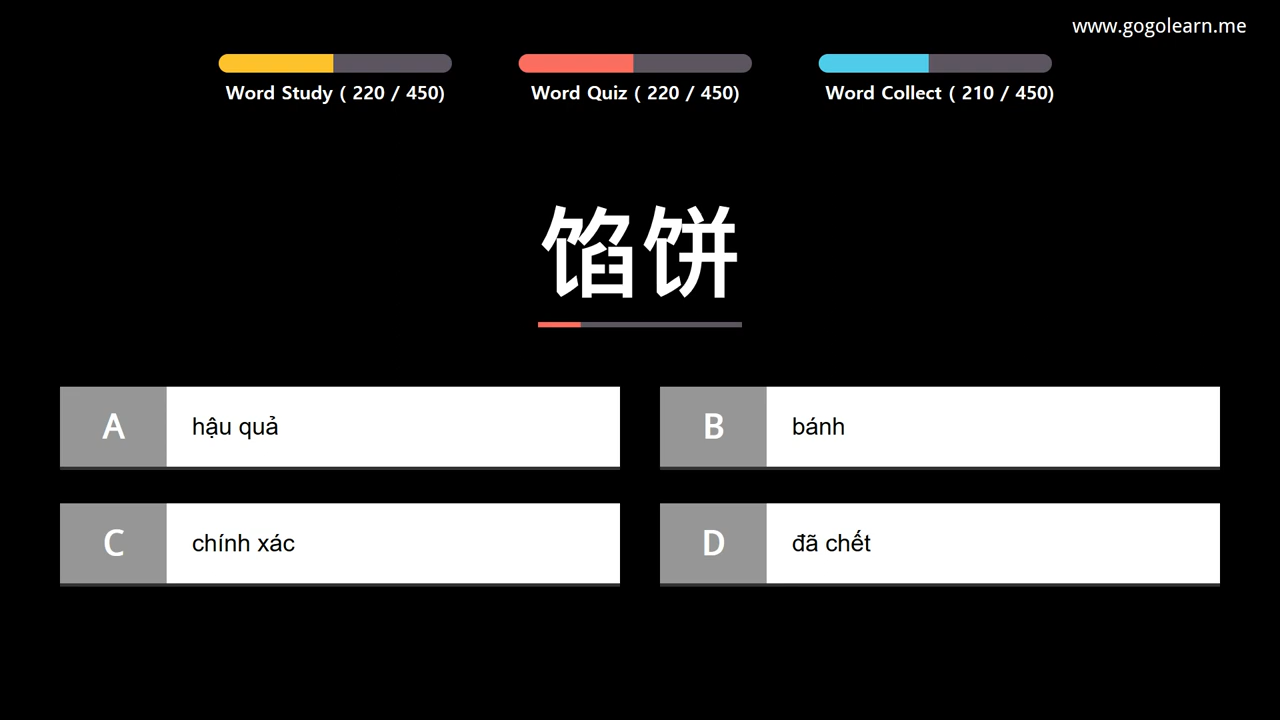 www.gogolearn.me
Word Study ( 220 / 450)
Word Quiz ( 220 / 450)
Word Collect ( 210 / 450)
馅饼
A hậu quả
B bánh
C chính xác
D đã chết